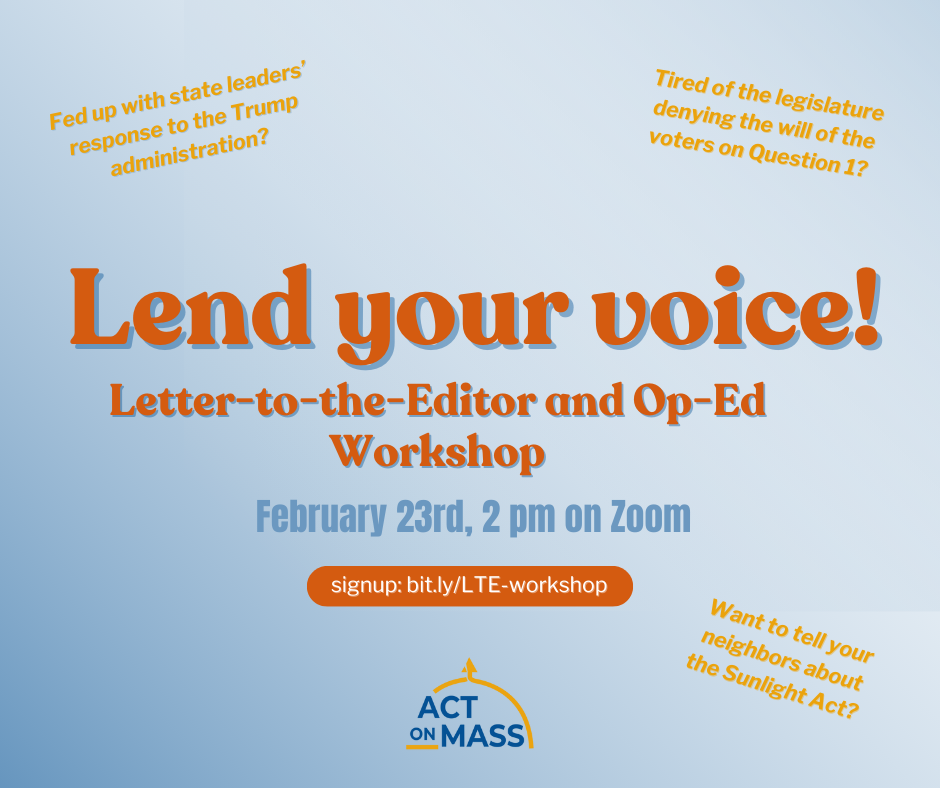 Fed up with state leaders'
response to the Trump
administration?
Tired of the legislature
denying the will of the
voters on Question 1?
Lend your voice!
Letter-to-the-Editor and Op-Ed
Workshop
February 23rd, 2 pm on Zoom
signup: bit.ly/LTE-workshop
Want to tell your
neighbors about
the Sunlight Act?
ACT
ON MASS